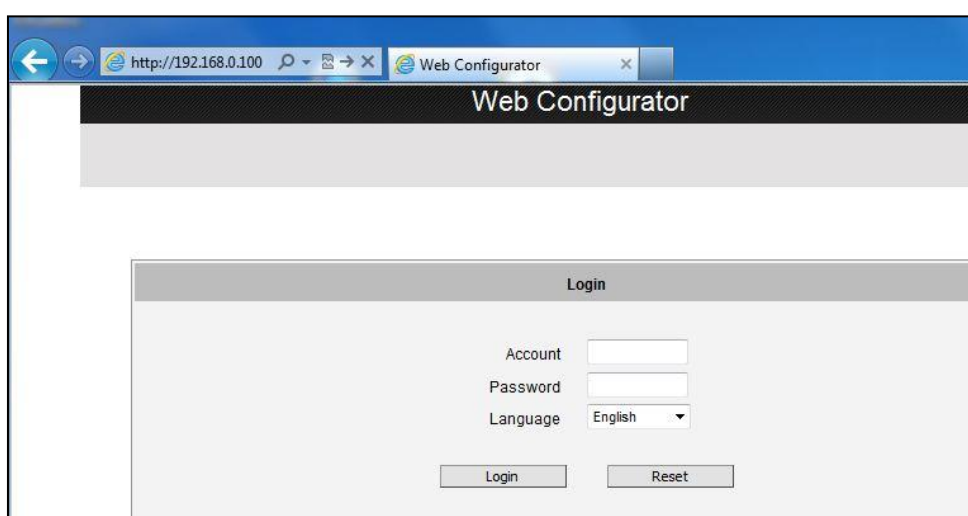 http://192.168.0.100
Web Configurator
Web Configurator
Login
Account
Password
Language English
Login Reset